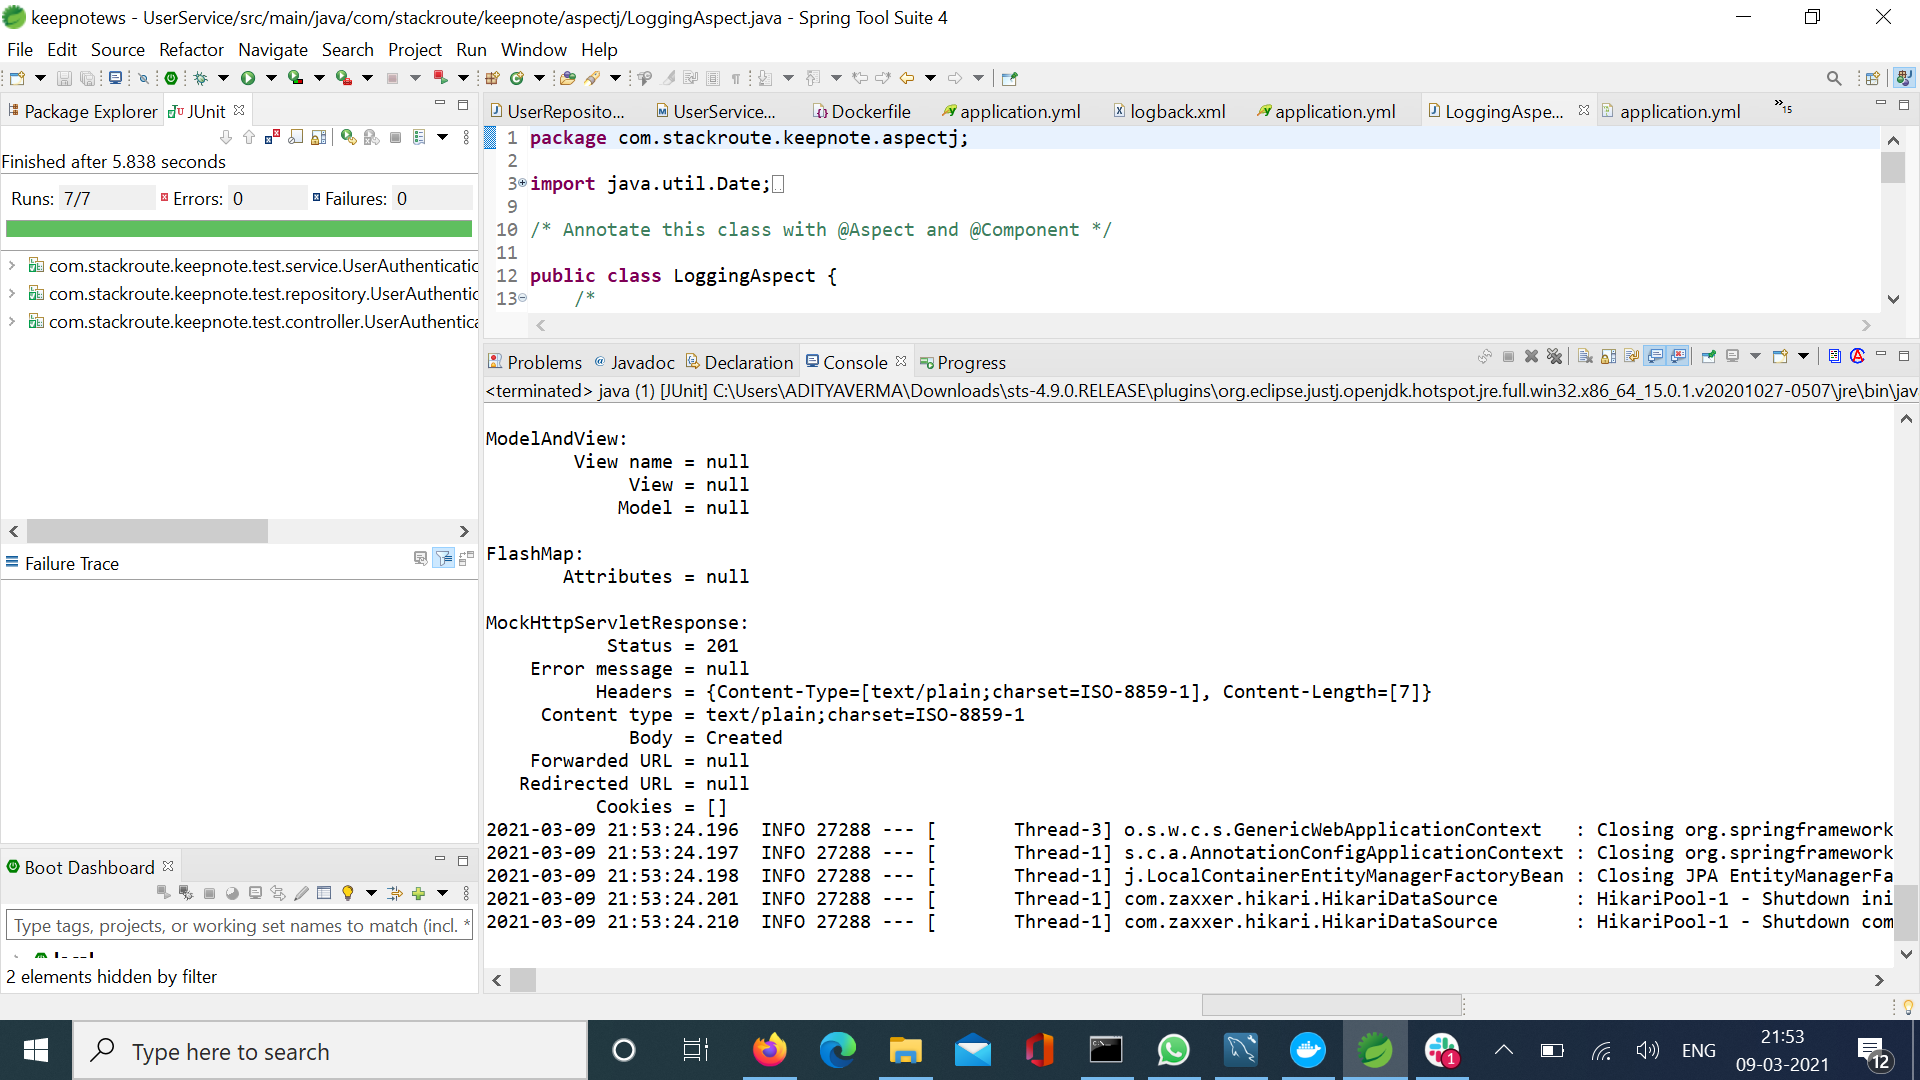 keepnotews - UserService/src/main/java/com/stackroute/keepnote/aspectj/LoggingAspect.java - Spring Tool Suite 4
File Edit Source Refactor Navigate Search Project Run Window Help
Package Explorer JUnit
Finished after 5.838 seconds
Runs: 7/7 Errors: 0 Failures: 0
com.stackroute.keepnote.test.service.UserAuthenticatic
com.stackroute.keepnote.test.repository.UserAuthentic
com.stackroute.keepnote.test.controller.UserAuthentica
Failure Trace
Boot Dashboard
Type tags, projects, or working set names to match (incl. *
local
2 elements hidden by filter
UserReposito... UserService... Dockerfile application.yml logback.xml application.yml LoggingAspe... application.yml »15
1 package com.stackroute.keepnote.aspectj;
2
3 import java.util.Date;
9
10 /* Annotate this class with @Aspect and @Component */
11
12 public class LoggingAspect {
13 /*
Problems Javadoc Declaration Console Progress
<terminated> java (1) [JUnit] C:\Users\ADITYAVERMA\Downloads\sts-4.9.0.RELEASE\plugins\org.eclipse.justj.openjdk.hotspot.jre.full.win32.x86_64_15.0.1.v20201027-0507\jre\bin\jav
ModelAndView:
View name = null
View = null
Model = null
FlashMap:
Attributes = null
MockHttpServletResponse:
Status = 201
Error message = null
Headers = {Content-Type=[text/plain;charset=ISO-8859-1], Content-Length=[7]}
Content type = text/plain;charset=ISO-8859-1
Body = Created
Forwarded URL = null
Redirected URL = null
Cookies = []
2021-03-09 21:53:24.196 INFO 27288 --- [ Thread-3] o.s.w.c.s.GenericWebApplicationContext : Closing org.springframework
2021-03-09 21:53:24.197 INFO 27288 --- [ Thread-1] s.c.a.AnnotationConfigApplicationContext : Closing org.springframework
2021-03-09 21:53:24.198 INFO 27288 --- [ Thread-1] j.LocalContainerEntityManagerFactoryBean : Closing JPA EntityManagerFa
2021-03-09 21:53:24.201 INFO 27288 --- [ Thread-1] com.zaxxer.hikari.HikariDataSource : HikariPool-1 - Shutdown ini
2021-03-09 21:53:24.210 INFO 27288 --- [ Thread-1] com.zaxxer.hikari.HikariDataSource : HikariPool-1 - Shutdown com
Type here to search
1
ENG
21:53
09-03-2021
12